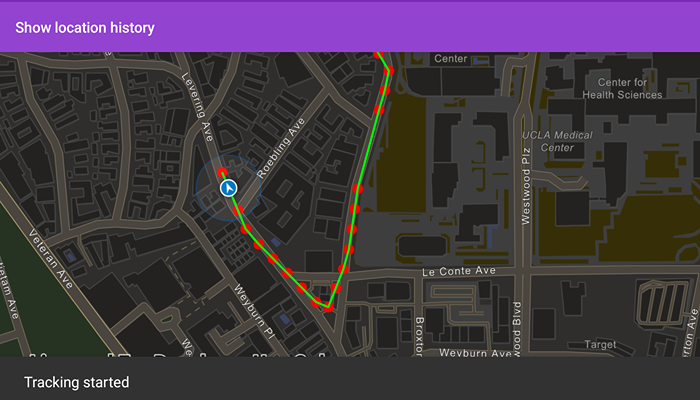 Show location history
Center
Center for
Health Sciences
Levering Ave
Roebling Ave
UCLA Medical
Center
Westwood Plz
Veteran Ave
Le Conte Ave
Weyburn Pl
Broxton
Weyburn Ave
wood Blvd
Target
Tracking started